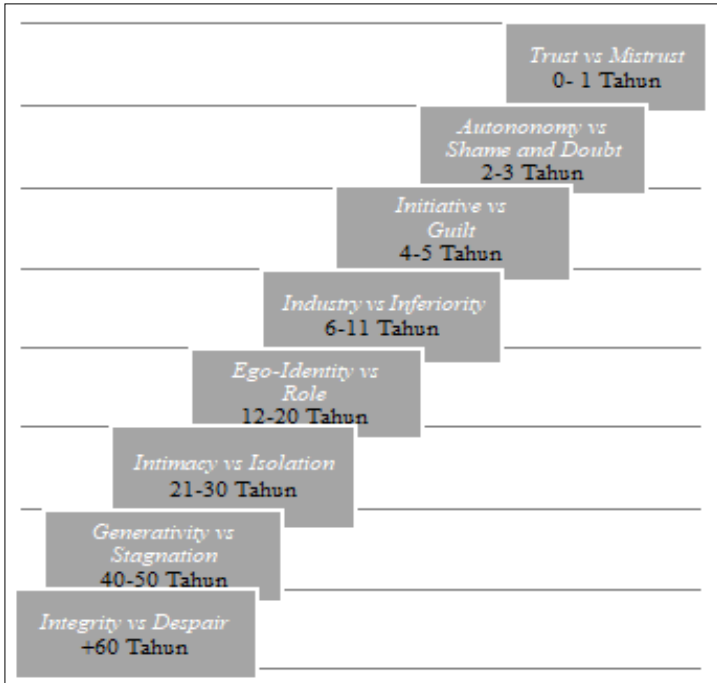 Trust vs Mistrust
0- 1 Tahun
Autononomy vs
Shame and Doubt
2-3 Tahun
Initiative vs
Guilt
4-5 Tahun
Industry vs Inferiority
6-11 Tahun
Ego-Identity vs
Role
12-20 Tahun
Intimacy vs Isolation
21-30 Tahun
Generativity vs
Stagnation
40-50 Tahun
Integrity vs Despair
+60 Tahun